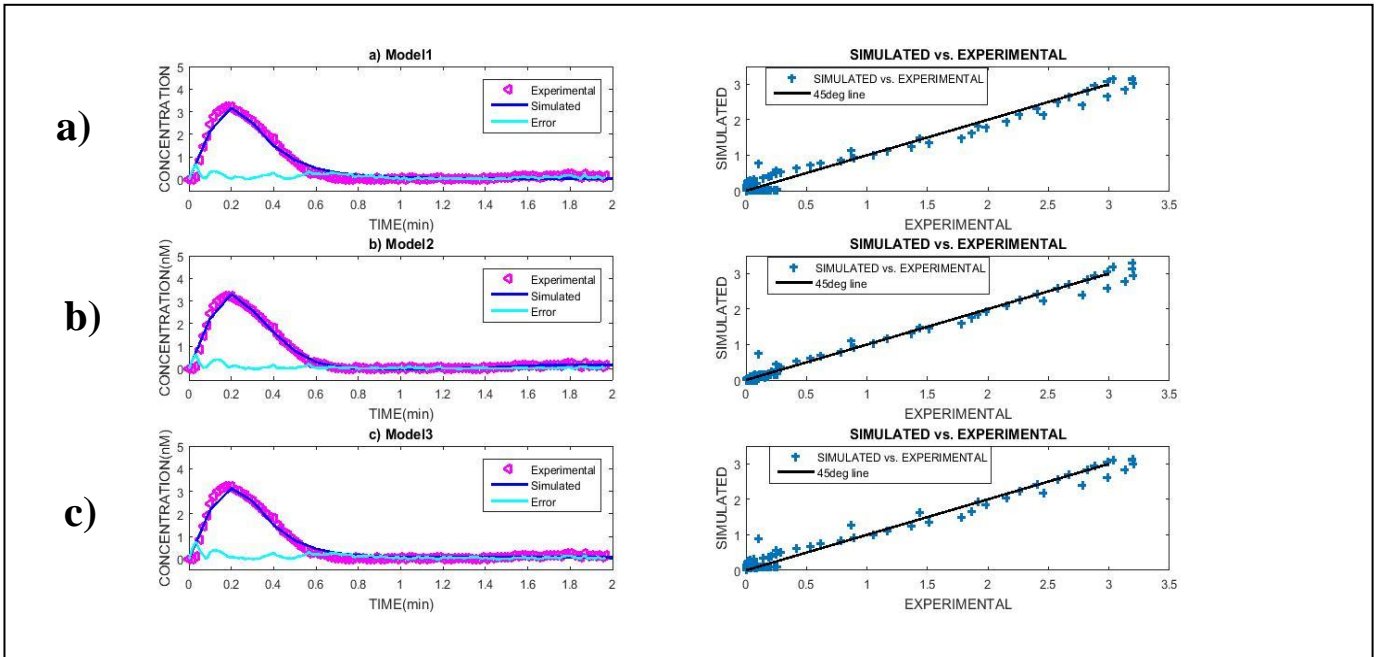 a)
a) Model1
CONCENTRATION
5
4
3
2
1
0
Experimental
Simulated
Error
0 0.2 0.4 0.6 0.8 1 1.2 1.4 1.6 1.8 2
TIME(min)
SIMULATED vs. EXPERIMENTAL
SIMULATED
3
2
1
0
SIMULATED vs. EXPERIMENTAL
45deg line
0 0.5 1 1.5 2 2.5 3 3.5
EXPERIMENTAL
b)
b) Model2
CONCENTRATION(nM)
5
4
3
2
1
0
Experimental
Simulated
Error
0 0.2 0.4 0.6 0.8 1 1.2 1.4 1.6 1.8 2
TIME(min)
SIMULATED vs. EXPERIMENTAL
SIMULATED
3
2
1
0
SIMULATED vs. EXPERIMENTAL
45deg line
0 0.5 1 1.5 2 2.5 3 3.5
EXPERIMENTAL
c)
c) Model3
CONCENTRATION(nM)
5
4
3
2
1
0
Experimental
Simulated
Error
0 0.2 0.4 0.6 0.8 1 1.2 1.4 1.6 1.8 2
TIME(min)
SIMULATED vs. EXPERIMENTAL
SIMULATED
3
2
1
0
SIMULATED vs. EXPERIMENTAL
45deg line
0 0.5 1 1.5 2 2.5 3 3.5
EXPERIMENTAL